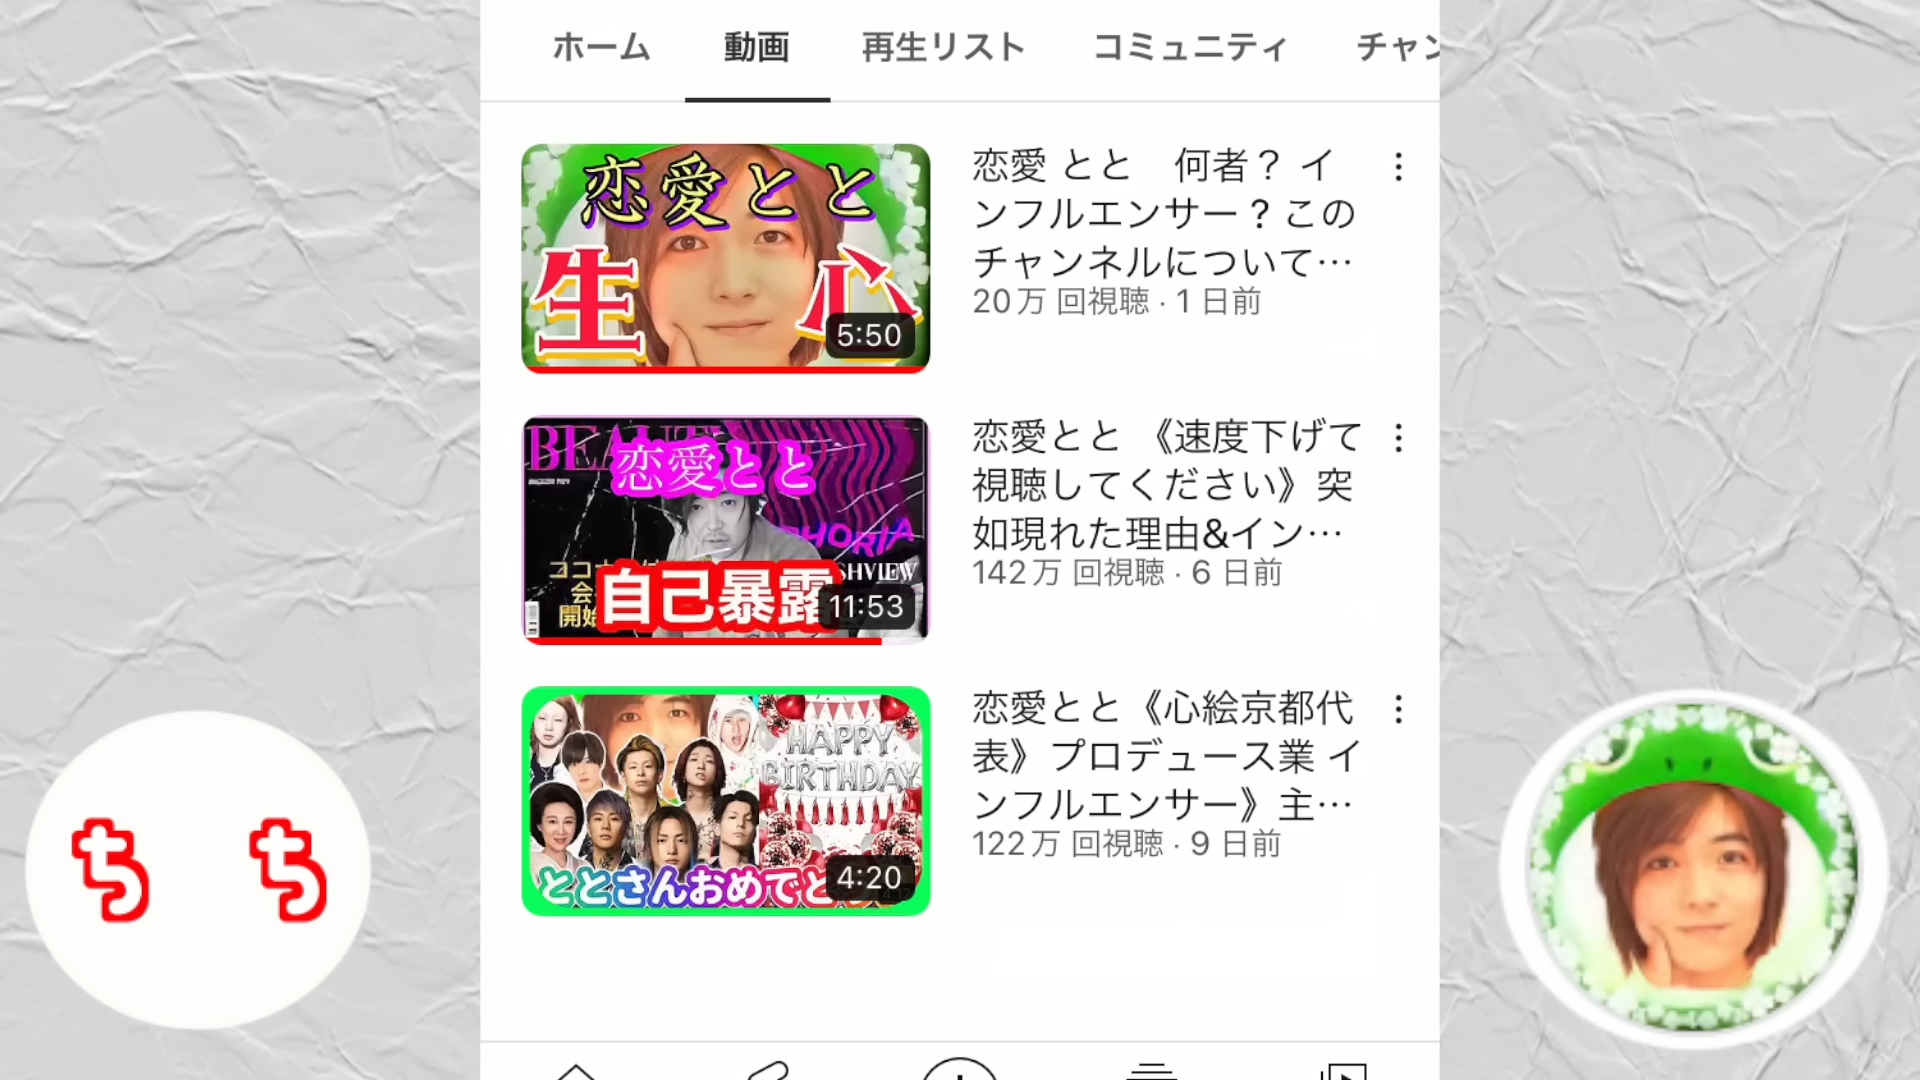 ホーム
動画
再生リスト
コミュニティ
チャン
恋愛とと
生 心
5:50
恋愛 とと　何者？ イ
ンフルエンサー？この
チャンネルについて…
20万 回視聴 · 1 日前
恋愛とと
自己暴露
SHVIEW
開始
11:53
恋愛とと 《速度下げて
視聴してください》突
如現れた理由&イン…
142万 回視聴 · 6 日前
HAPPY
BIRTHDAY
ととさんおめでと
4:20
恋愛とと《心絵京都代
表》プロデュース業 イ
ンフルエンサー》主…
122万 回視聴 · 9 日前
ち ち